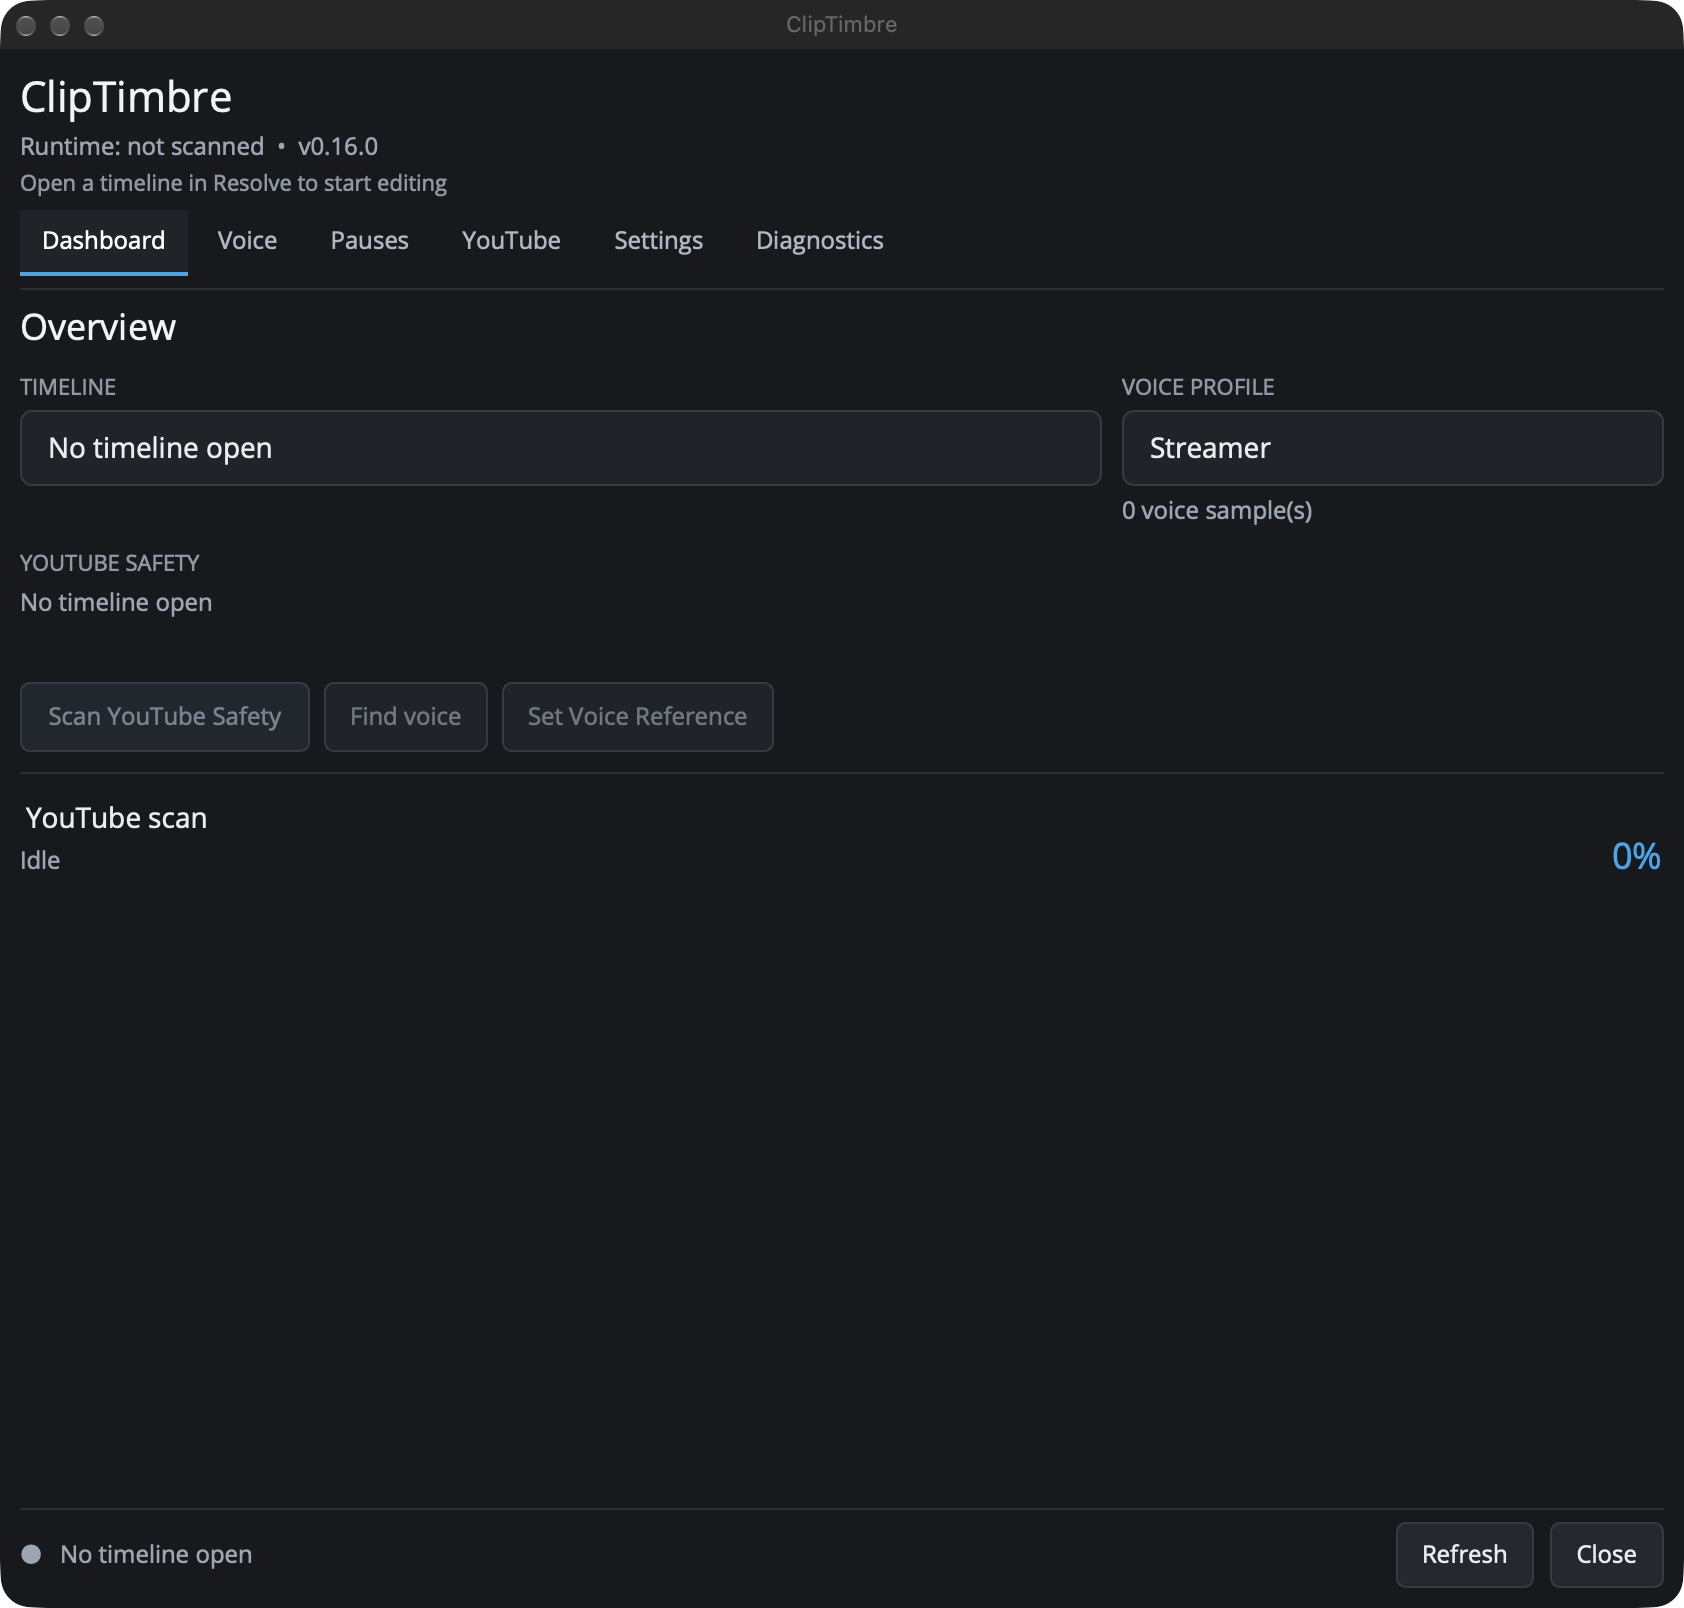 ClipTimbre
ClipTimbre
Runtime: not scanned • v0.16.0
Open a timeline in Resolve to start editing
Dashboard Voice Pauses YouTube Settings Diagnostics
Overview
TIMELINE VOICE PROFILE
No timeline open Streamer
0 voice sample(s)
YOUTUBE SAFETY
No timeline open
Scan YouTube Safety Find voice Set Voice Reference
YouTube scan
Idle 0%
No timeline open Refresh Close